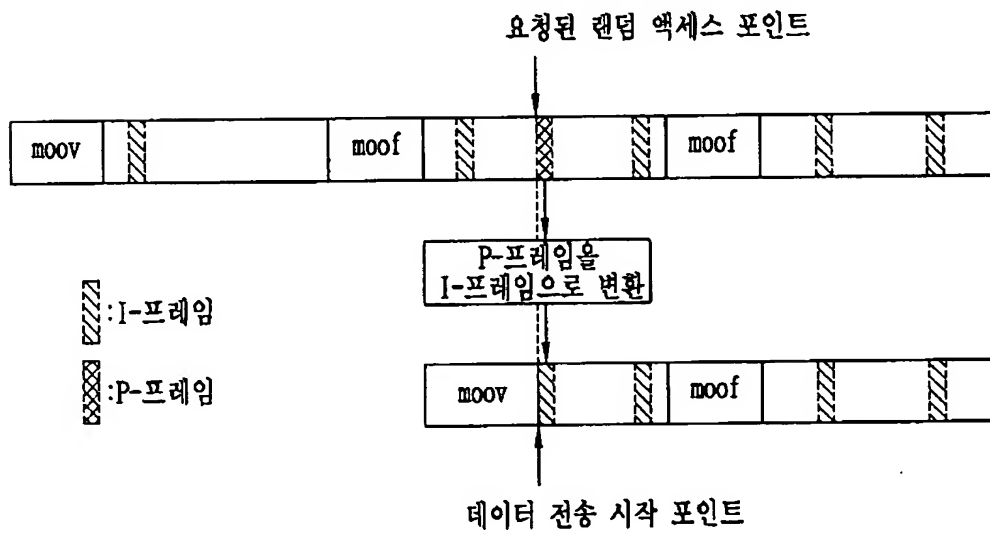 요청된 랜덤 액세스 포인트
moov
moof
moof
P-프레임을
I-프레임으로 변환
:I-프레임
:P-프레임
moov
moof
데이터 전송 시작 포인트